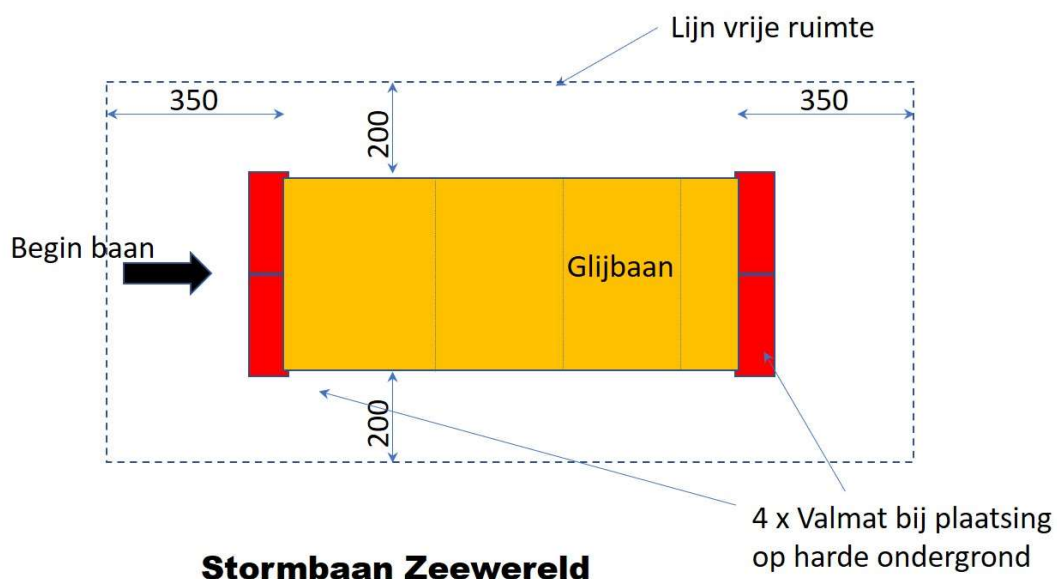 Lijn vrije ruimte
350
350
200
Begin baan
Glijbaan
200
4 x Valmat bij plaatsing
op harde ondergrond
Stormbaan Zeewereld